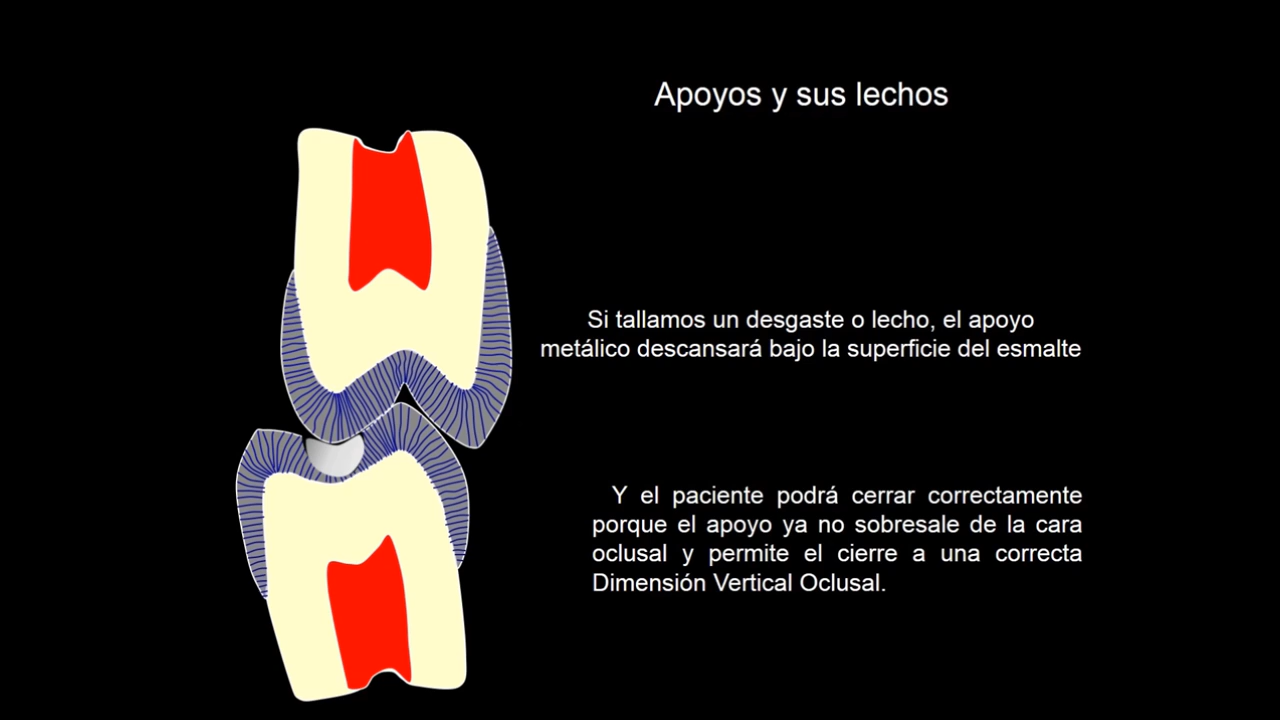 Apoyos y sus lechos
Si tallamos un desgaste o lecho, el apoyo
metálico descansará bajo la superficie del esmalte
Y el paciente podrá cerrar correctamente
porque el apoyo ya no sobresale de la cara
oclusal y permite el cierre a una correcta
Dimensión Vertical Oclusal.